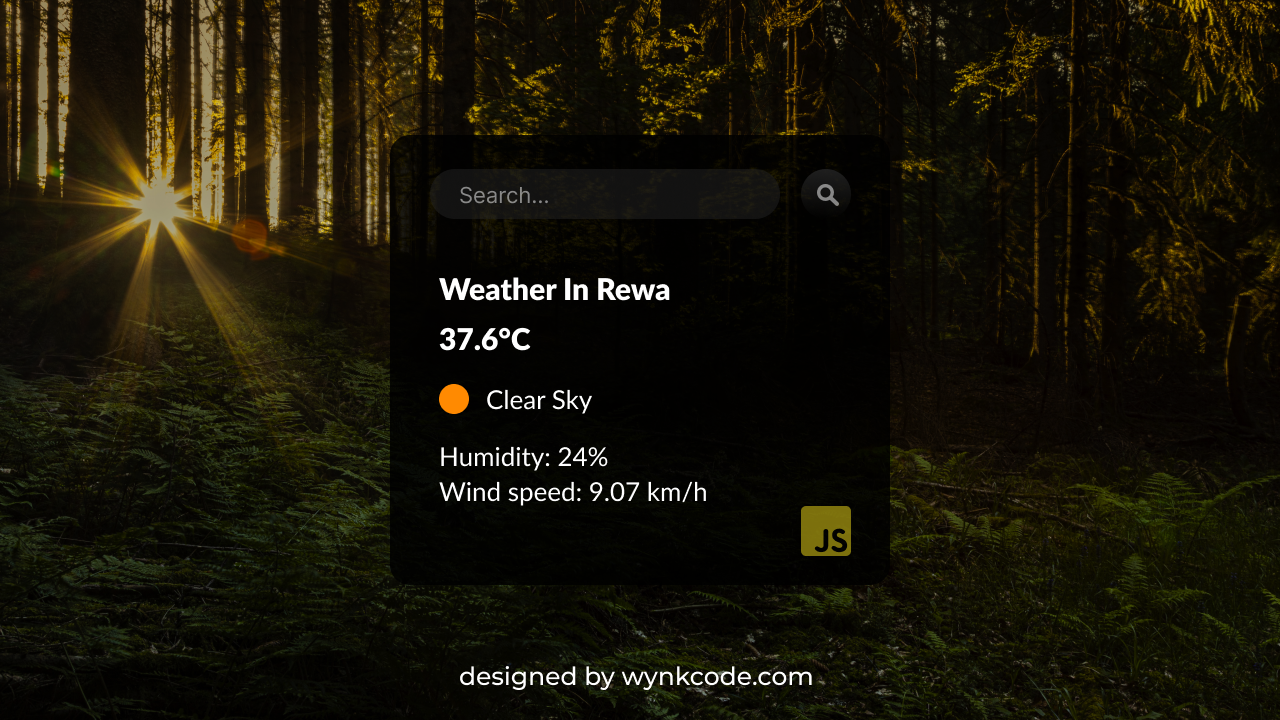 Search...
Weather In Rewa
37.6°C
Clear Sky
Humidity: 24%
Wind speed: 9.07 km/h
JS
designed by wynkcode.com